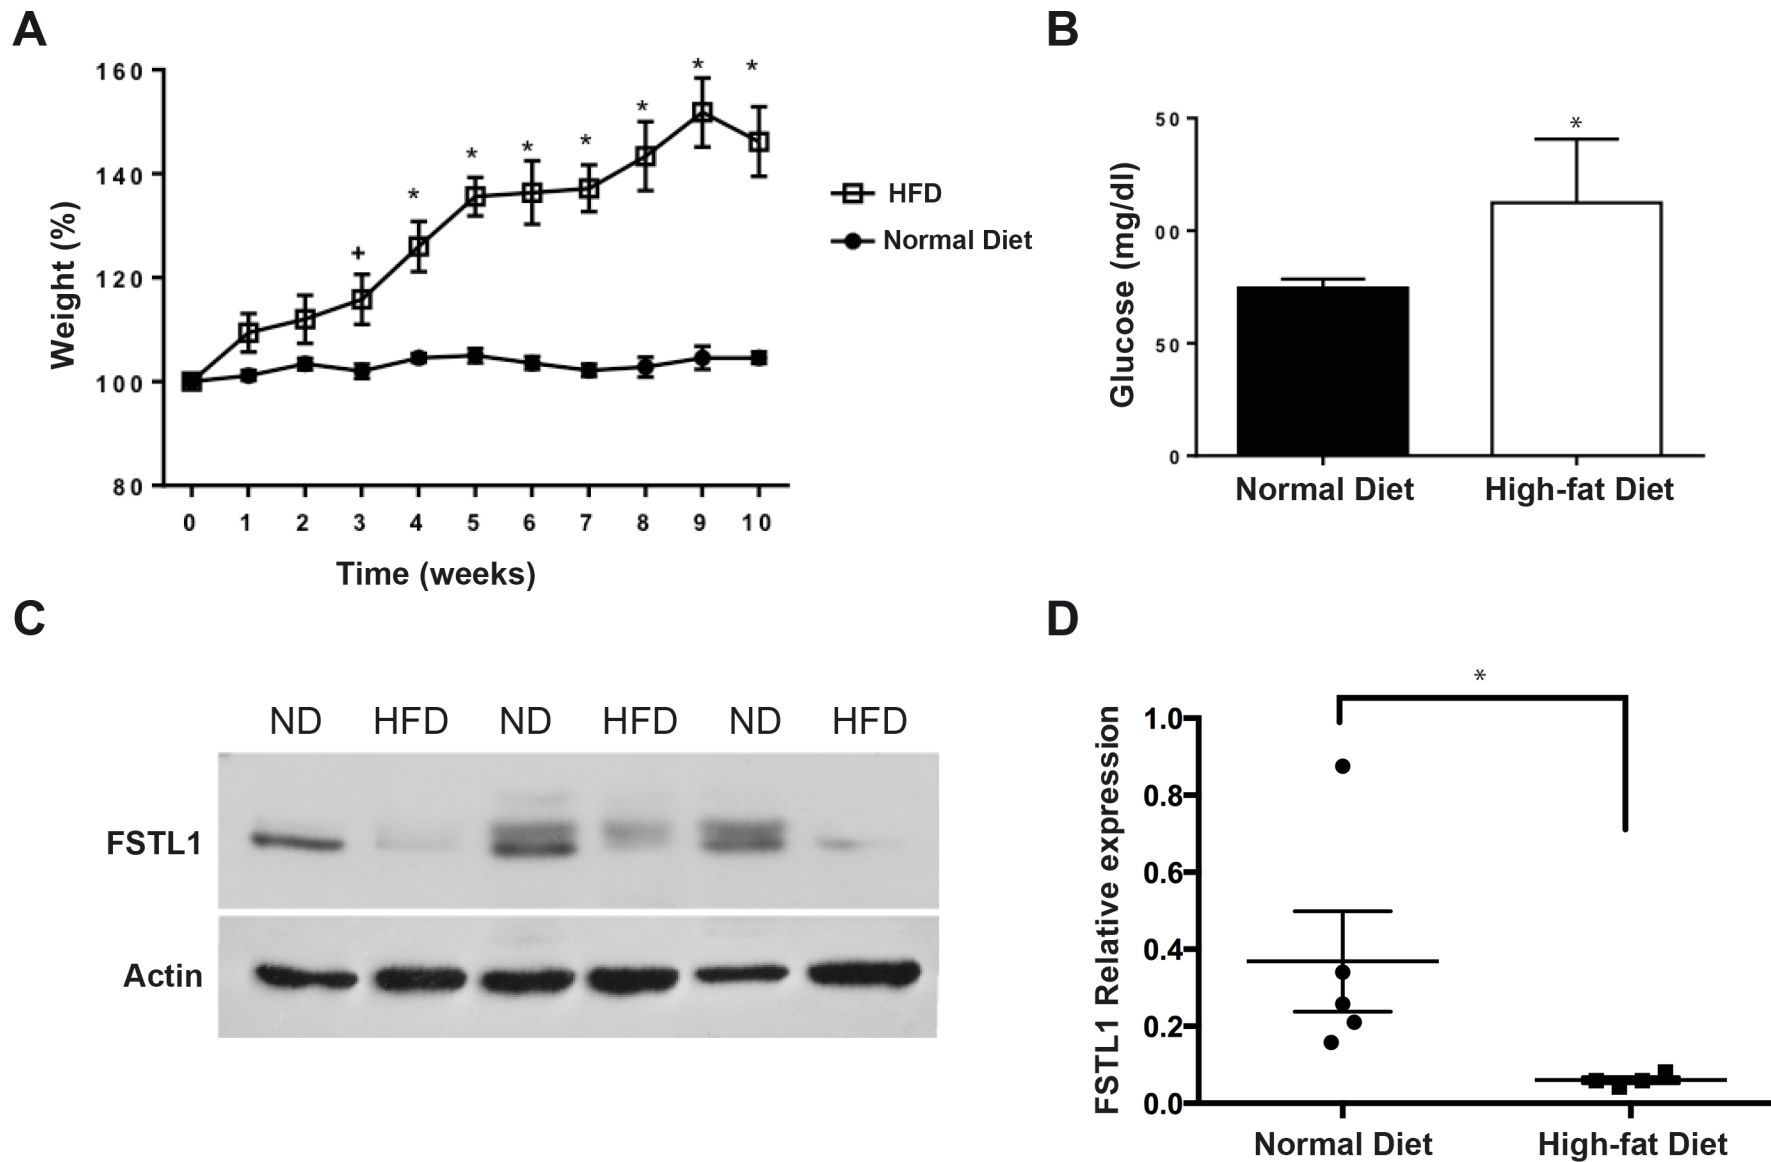 A
160
140
120
100
80
Weight (%)
+
*
*
*
*
*
*
*
0 1 2 3 4 5 6 7 8 9 10
Time (weeks)
HFD
Normal Diet
B
50
00
50
0
Glucose (mg/dl)
*
Normal Diet High-fat Diet
C
ND HFD ND HFD ND HFD
FSTL1
Actin
D
*
1.0
0.8
0.6
0.4
0.2
0.0
FSTL1 Relative expression
Normal Diet High-fat Diet